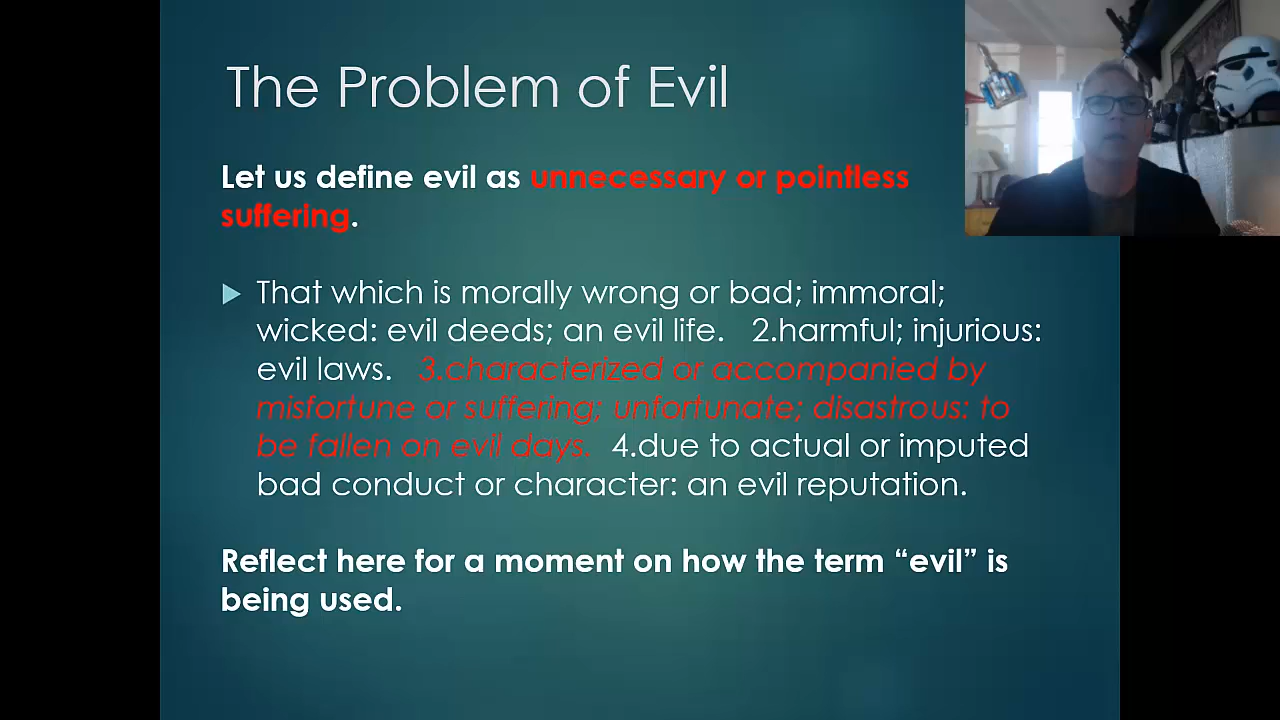 The Problem of Evil
Let us define evil as unnecessary or pointless
suffering.
That which is morally wrong or bad; immoral;
wicked: evil deeds; an evil life. 2.harmful; injurious:
evil laws. 3.characterized or accompanied by
misfortune or suffering; unfortunate; disastrous: to
be fallen on evil days. 4.due to actual or imputed
bad conduct or character: an evil reputation.
Reflect here for a moment on how the term “evil” is
being used.